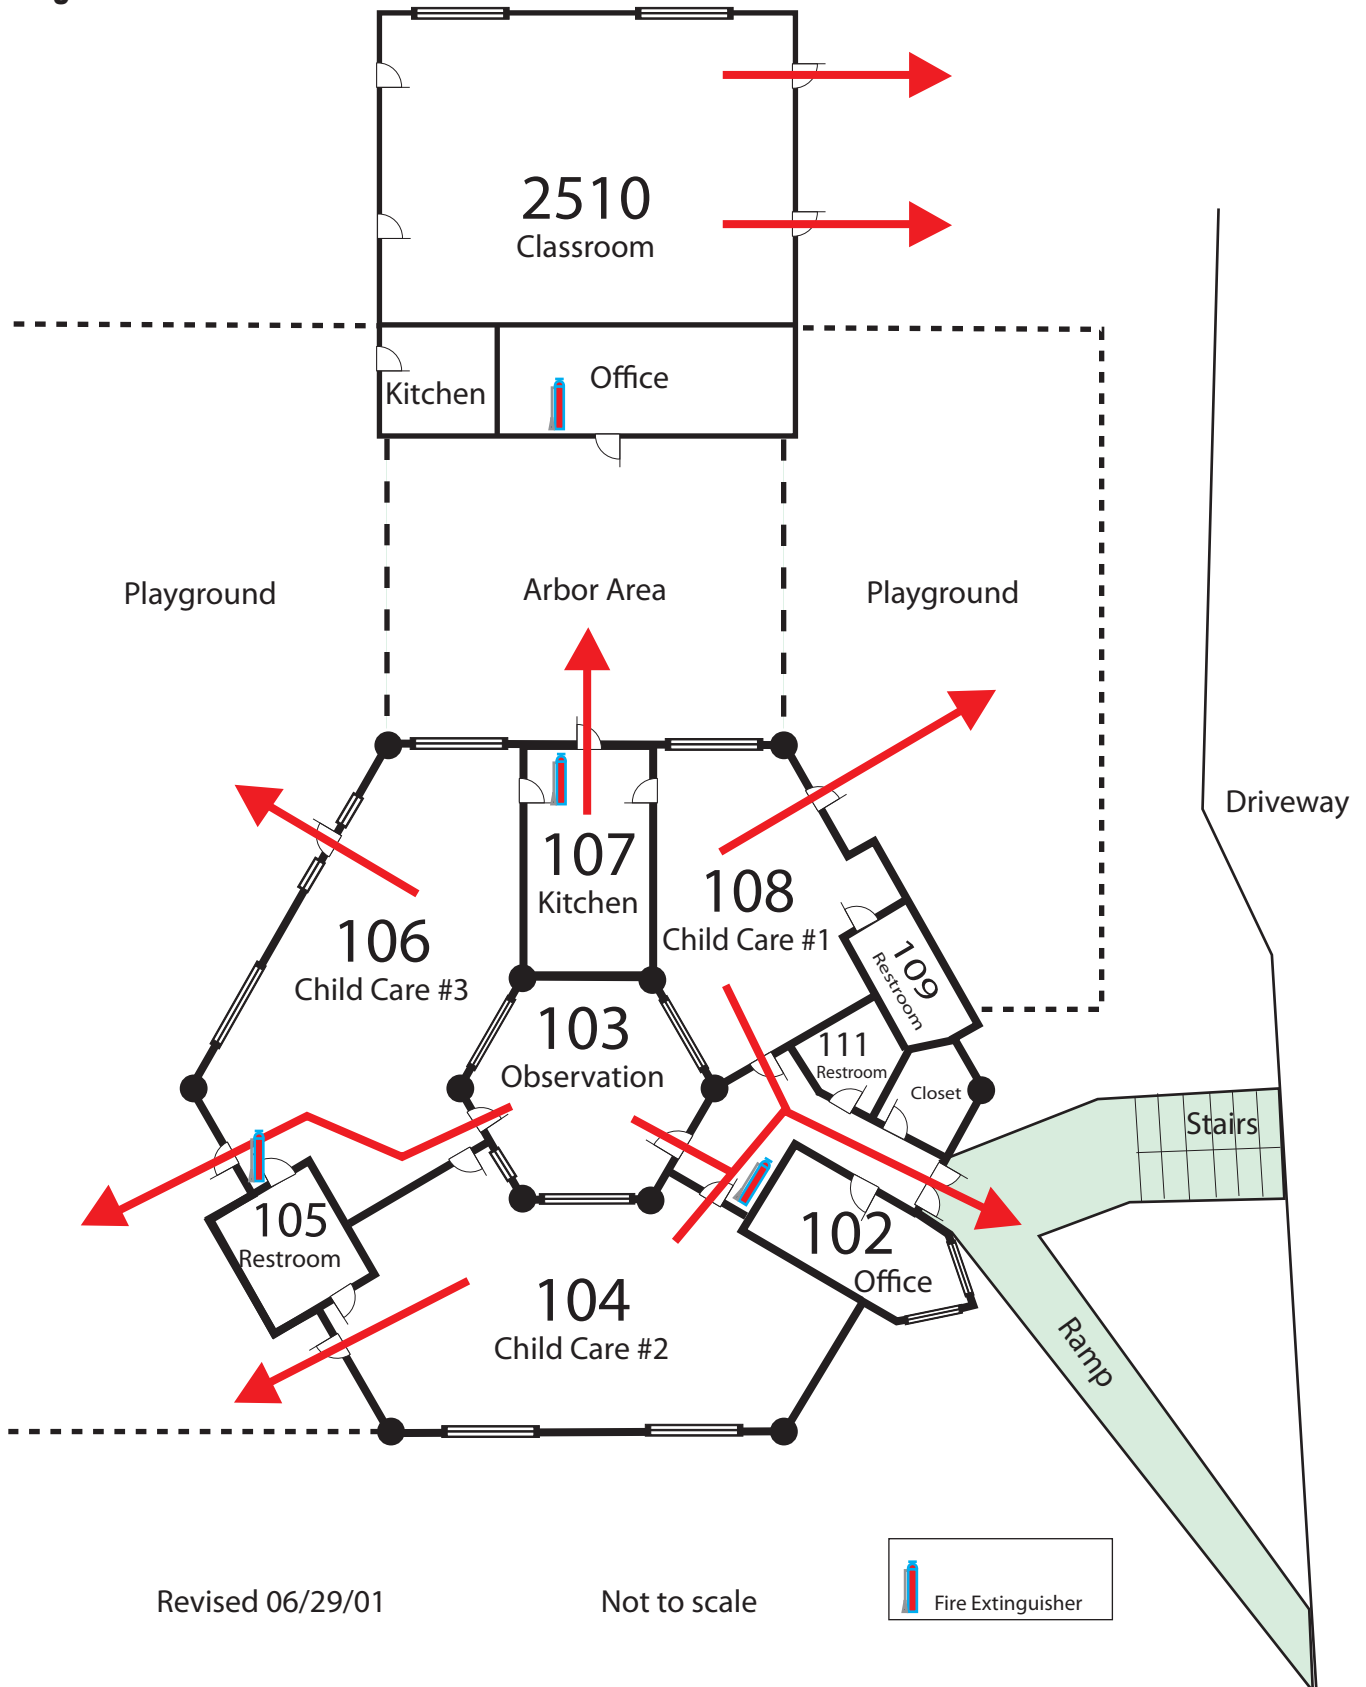 2510
Classroom
Kitchen
Office
Playground
Arbor Area
Playground
Driveway
107
Kitchen
108
Child Care #1
106
Child Care #3
109
Restroom
103
Observation
111
Restroom
Closet
Stairs
105
Restroom
102
Office
104
Child Care #2
Ramp
Revised 06/29/01
Not to scale
Fire Extinguisher